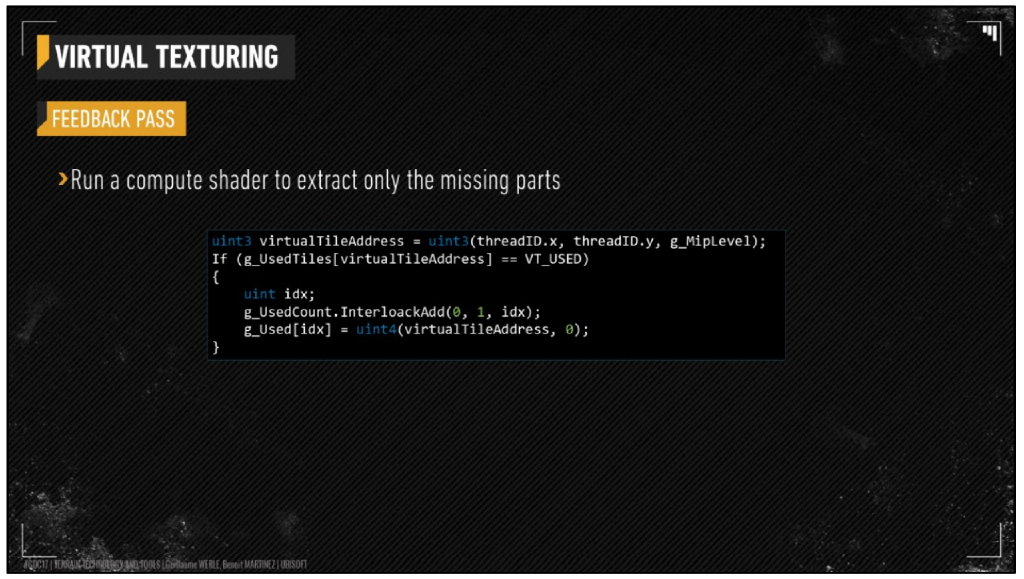 VIRTUAL TEXTURING
FEEDBACK PASS
›Run a compute shader to extract only the missing parts
uint3 virtualTileAddress = uint3(threadID.x, threadID.y, g_MipLevel);
If (g_UsedTiles[virtualTileAddress] == VT_USED)
{
    uint idx;
    g_UsedCount.InterloackAdd(0, 1, idx);
    g_Used[idx] = uint4(virtualTileAddress, 0);
}
#GDC17 | TERRAIN TECHNOLOGY AND TOOLS | Guillaume WERLE, Benoit MARTINEZ | UBISOFT